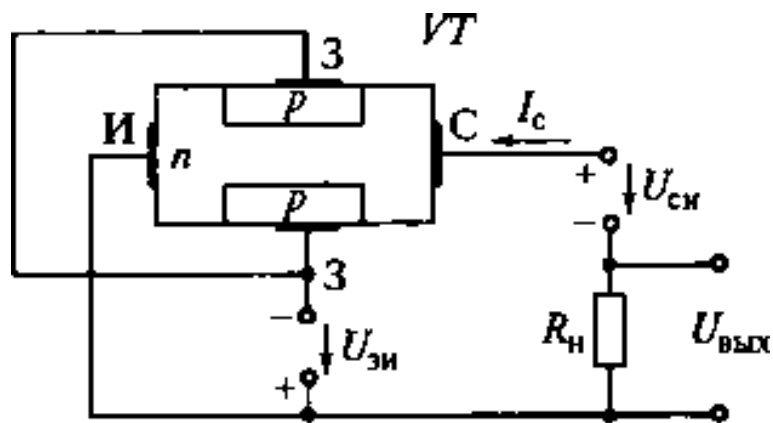 VT
З
p
И
n
С
I_с
+
U_си
−
p
З
−
U_зи
+
R_н
U_вых